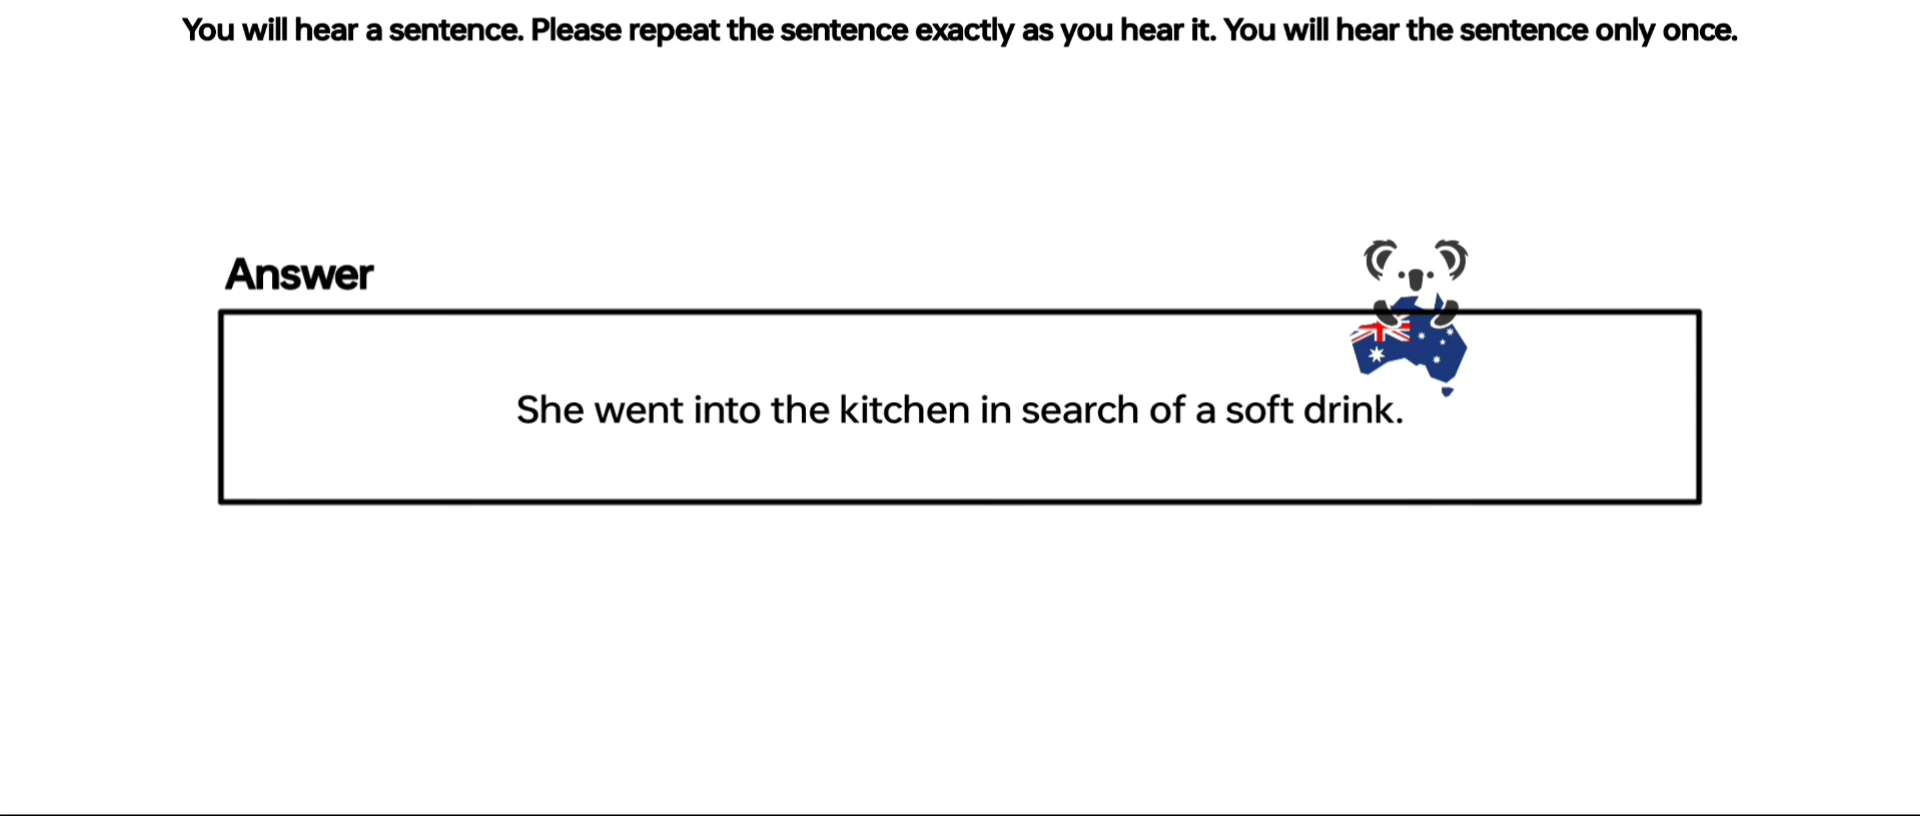 You will hear a sentence. Please repeat the sentence exactly as you hear it. You will hear the sentence only once.
Answer
She went into the kitchen in search of a soft drink.